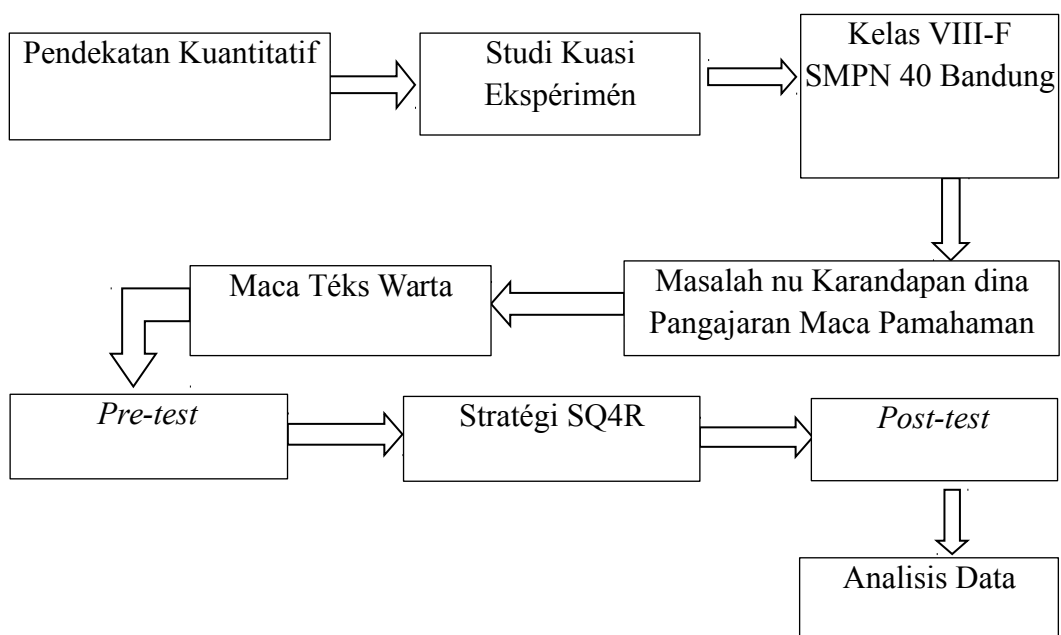 Pendekatan Kuantitatif
Studi Kuasi
Ekspérimén
Kelas VIII-F
SMPN 40 Bandung
Masalah nu Karandapan dina
Pangajaran Maca Pamahaman
Maca Téks Warta
Pre-test
Stratégi SQ4R
Post-test
Analisis Data